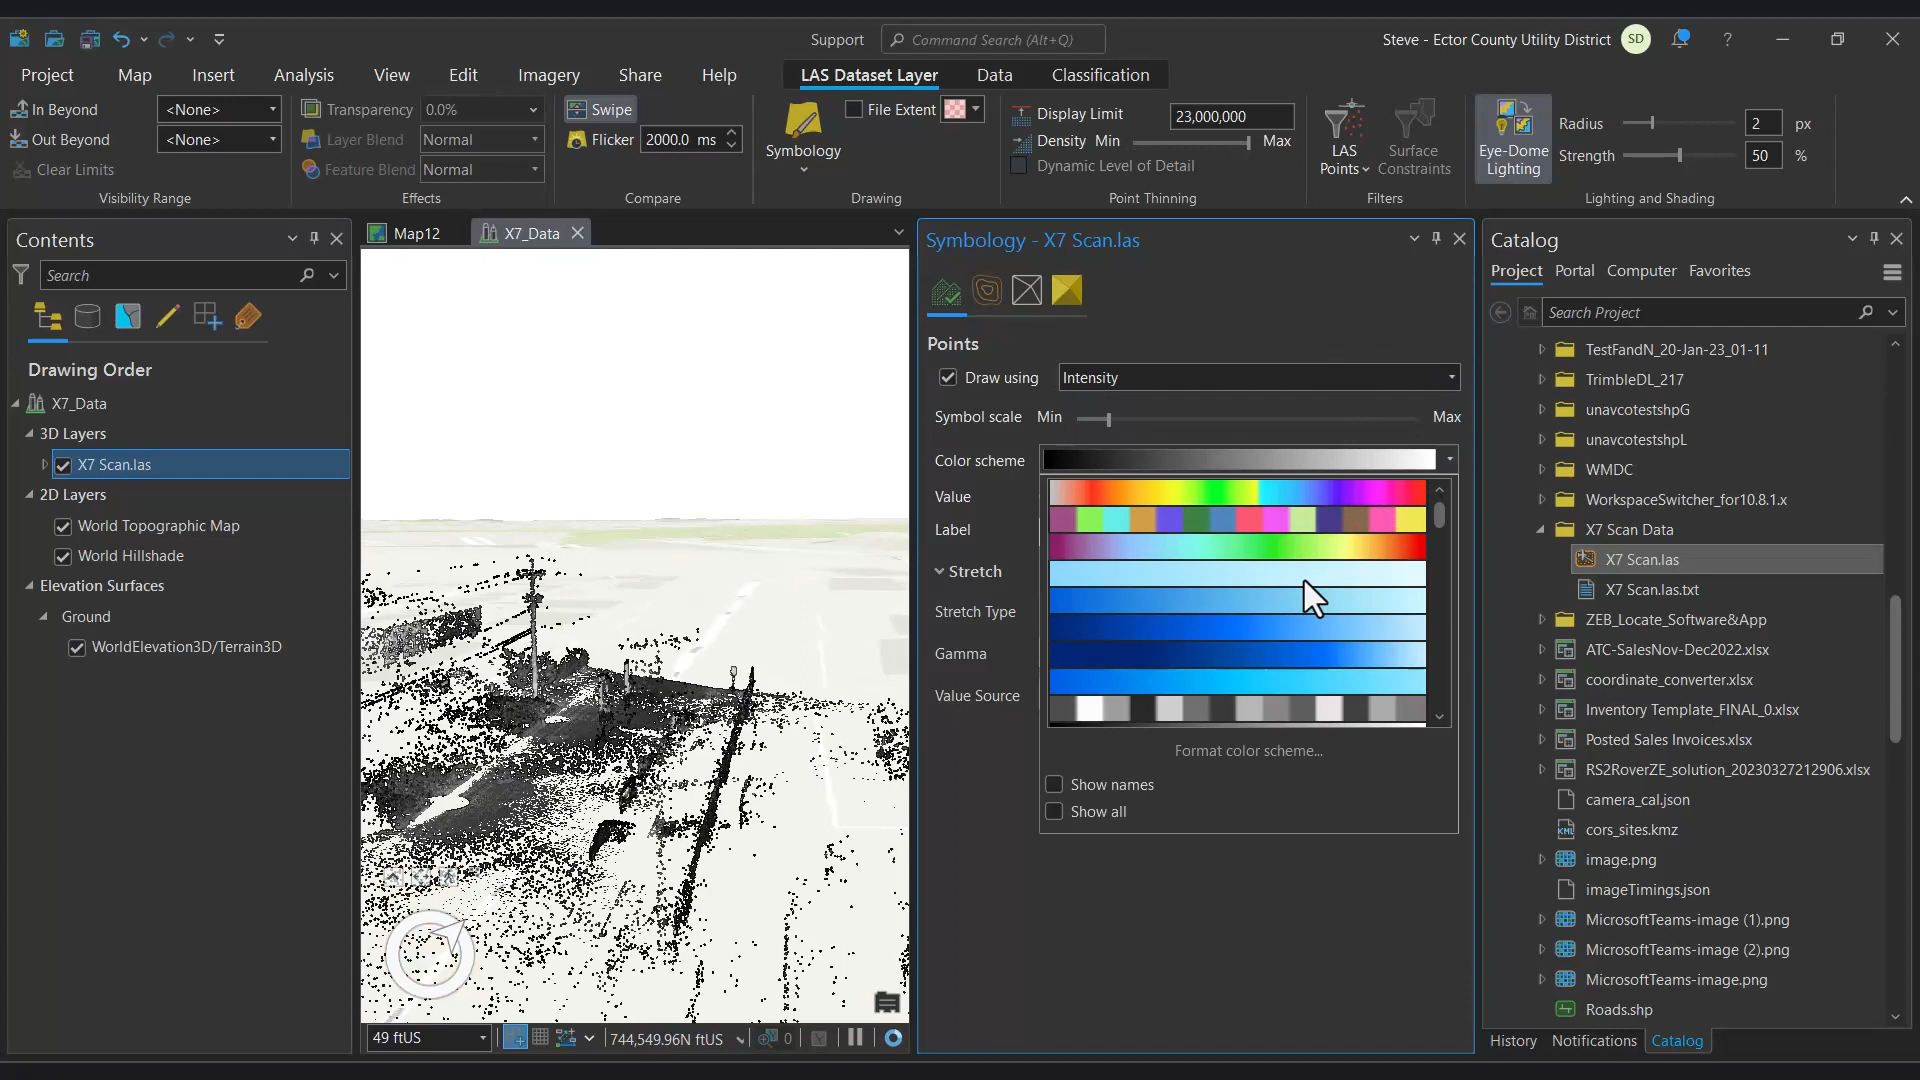 Support
Command Search (Alt+Q)
Steve - Ector County Utility District
SD
?
Project
Map
Insert
Analysis
View
Edit
Imagery
Share
Help
LAS Dataset Layer
Data
Classification
In Beyond
<None>
Out Beyond
<None>
Clear Limits
Visibility Range
Transparency
0.0%
Layer Blend
Normal
Feature Blend
Normal
Effects
Swipe
Flicker
2000.0 ms
Compare
Symbology
File Extent
Drawing
Display Limit
23,000,000
Density Min
Max
Dynamic Level of Detail
Point Thinning
LAS
Points
Surface
Constraints
Filters
Eye-Dome
Lighting
Radius
2
px
Strength
50
%
Lighting and Shading
Contents
Search
Drawing Order
X7_Data
3D Layers
X7 Scan.las
2D Layers
World Topographic Map
World Hillshade
Elevation Surfaces
Ground
WorldElevation3D/Terrain3D
Map12
X7_Data
49 ftUS
744,549.96N ftUS
0
Symbology - X7 Scan.las
Points
Draw using
Intensity
Symbol scale
Min
Max
Color scheme
Value
Label
Stretch
Stretch Type
Gamma
Value Source
Format color scheme...
Show names
Show all
Catalog
Project
Portal
Computer
Favorites
Search Project
TestFandN_20-Jan-23_01-11
TrimbleDL_217
unavcotestshpG
unavcotestshpL
WMDC
WorkspaceSwitcher_for10.8.1.x
X7 Scan Data
X7 Scan.las
X7 Scan.las.txt
ZEB_Locate_Software&App
ATC-SalesNov-Dec2022.xlsx
coordinate_converter.xlsx
Inventory Template_FINAL_0.xlsx
Posted Sales Invoices.xlsx
RS2RoverZE_solution_20230327212906.xlsx
camera_cal.json
KML
cors_sites.kmz
image.png
imageTimings.json
MicrosoftTeams-image (1).png
MicrosoftTeams-image (2).png
MicrosoftTeams-image.png
Roads.shp
History
Notifications
Catalog